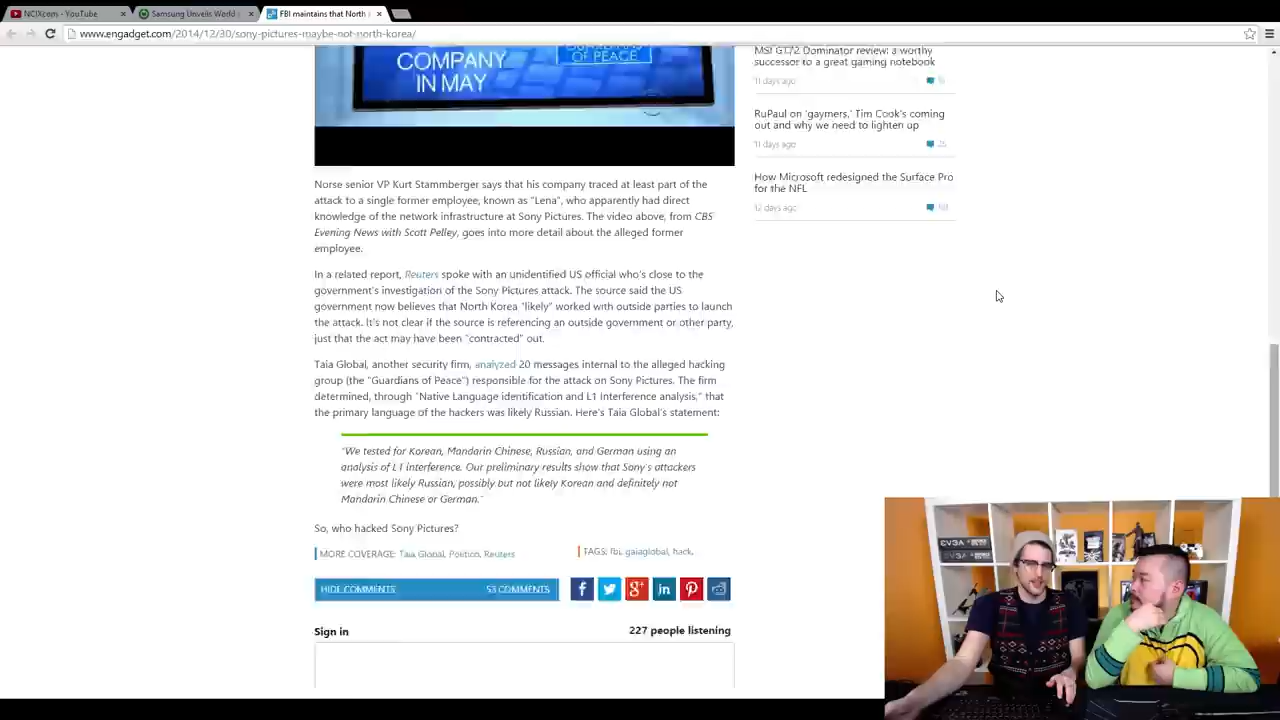 NCIXcom - YouTube
Samsung Unveils World
FBI maintains that North
www.engadget.com/2014/12/30/sony-pictures-maybe-not-north-korea/
COMPANY
IN MAY
OF PEACE
MSI GT72 Dominator review: a worthy
successor to a great gaming notebook
11 days ago
RuPaul on 'gaymers,' Tim Cook's coming
out and why we need to lighten up
11 days ago
How Microsoft redesigned the Surface Pro
for the NFL
12 days ago
Norse senior VP Kurt Stammberger says that his company traced at least part of the
attack to a single former employee, known as "Lena", who apparently had direct
knowledge of the network infrastructure at Sony Pictures. The video above, from CBS
Evening News with Scott Pelley, goes into more detail about the alleged former
employee.
In a related report, Reuters spoke with an unidentified US official who's close to the
government's investigation of the Sony Pictures attack. The source said the US
government now believes that North Korea "likely" worked with outside parties to launch
the attack. It's not clear if the source is referencing an outside government or other party,
just that the act may have been "contracted" out.
Taia Global, another security firm, analyzed 20 messages internal to the alleged hacking
group (the "Guardians of Peace") responsible for the attack on Sony Pictures. The firm
determined, through "Native Language identification and L1 Interference analysis," that
the primary language of the hackers was likely Russian. Here's Taia Global's statement:
"We tested for Korean, Mandarin Chinese, Russian, and German using an
analysis of L1 interference. Our preliminary results show that Sony's attackers
were most likely Russian, possibly but not likely Korean and definitely not
Mandarin Chinese or German."
So, who hacked Sony Pictures?
MORE COVERAGE: Taia Global, Politico, Reuters
TAGS: fbi, gaiaglobal, hack,
HIDE COMMENTS
53 COMMENTS
Sign in
227 people listening
EVGA